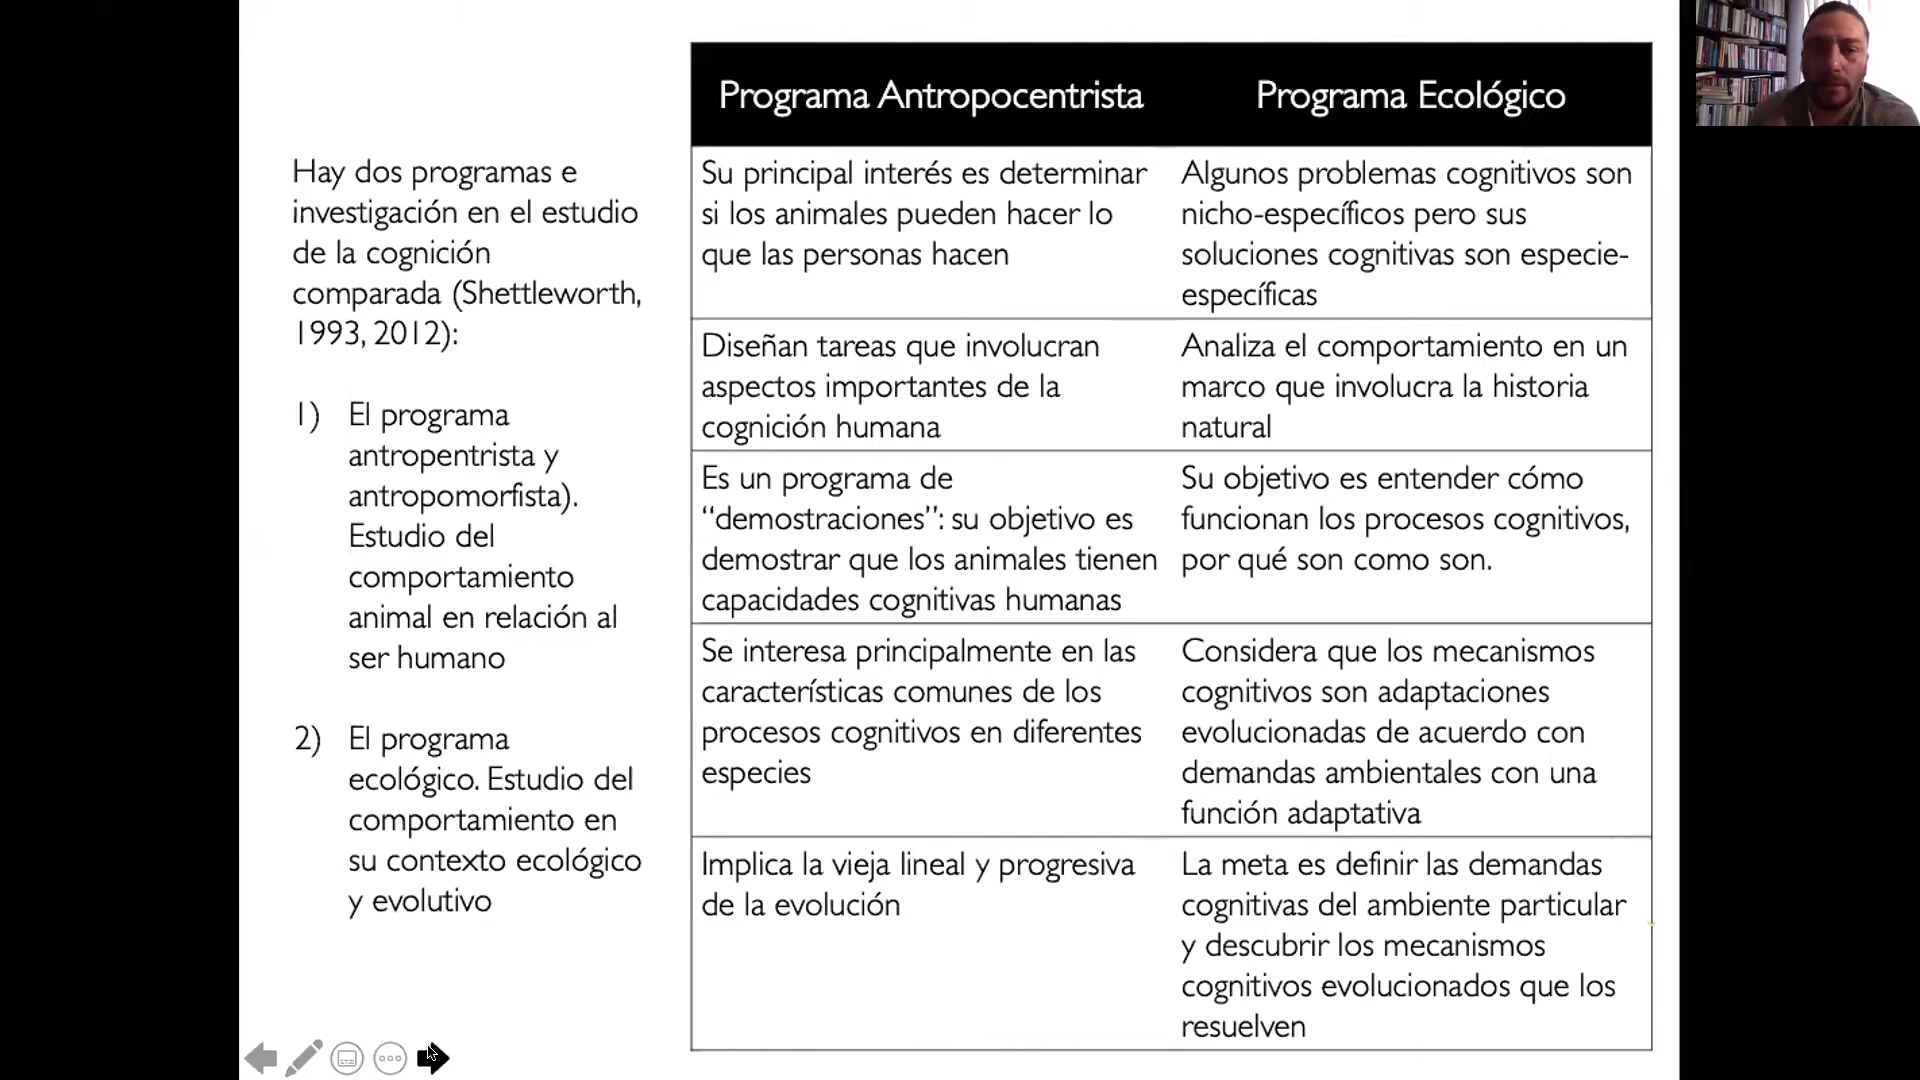 Hay dos programas e
investigación en el estudio
de la cognición
comparada (Shettleworth,
1993, 2012):
1) El programa
antropentrista y
antropomorfista).
Estudio del
comportamiento
animal en relación al
ser humano
2) El programa
ecológico. Estudio del
comportamiento en
su contexto ecológico
y evolutivo
Programa Antropocentrista
Programa Ecológico
Su principal interés es determinar
si los animales pueden hacer lo
que las personas hacen
Algunos problemas cognitivos son
nicho-específicos pero sus
soluciones cognitivas son especie-
específicas
Diseñan tareas que involucran
aspectos importantes de la
cognición humana
Analiza el comportamiento en un
marco que involucra la historia
natural
Es un programa de
“demostraciones”: su objetivo es
demostrar que los animales tienen
capacidades cognitivas humanas
Su objetivo es entender cómo
funcionan los procesos cognitivos,
por qué son como son.
Se interesa principalmente en las
características comunes de los
procesos cognitivos en diferentes
especies
Considera que los mecanismos
cognitivos son adaptaciones
evolucionadas de acuerdo con
demandas ambientales con una
función adaptativa
Implica la vieja lineal y progresiva
de la evolución
La meta es definir las demandas
cognitivas del ambiente particular
y descubrir los mecanismos
cognitivos evolucionados que los
resuelven